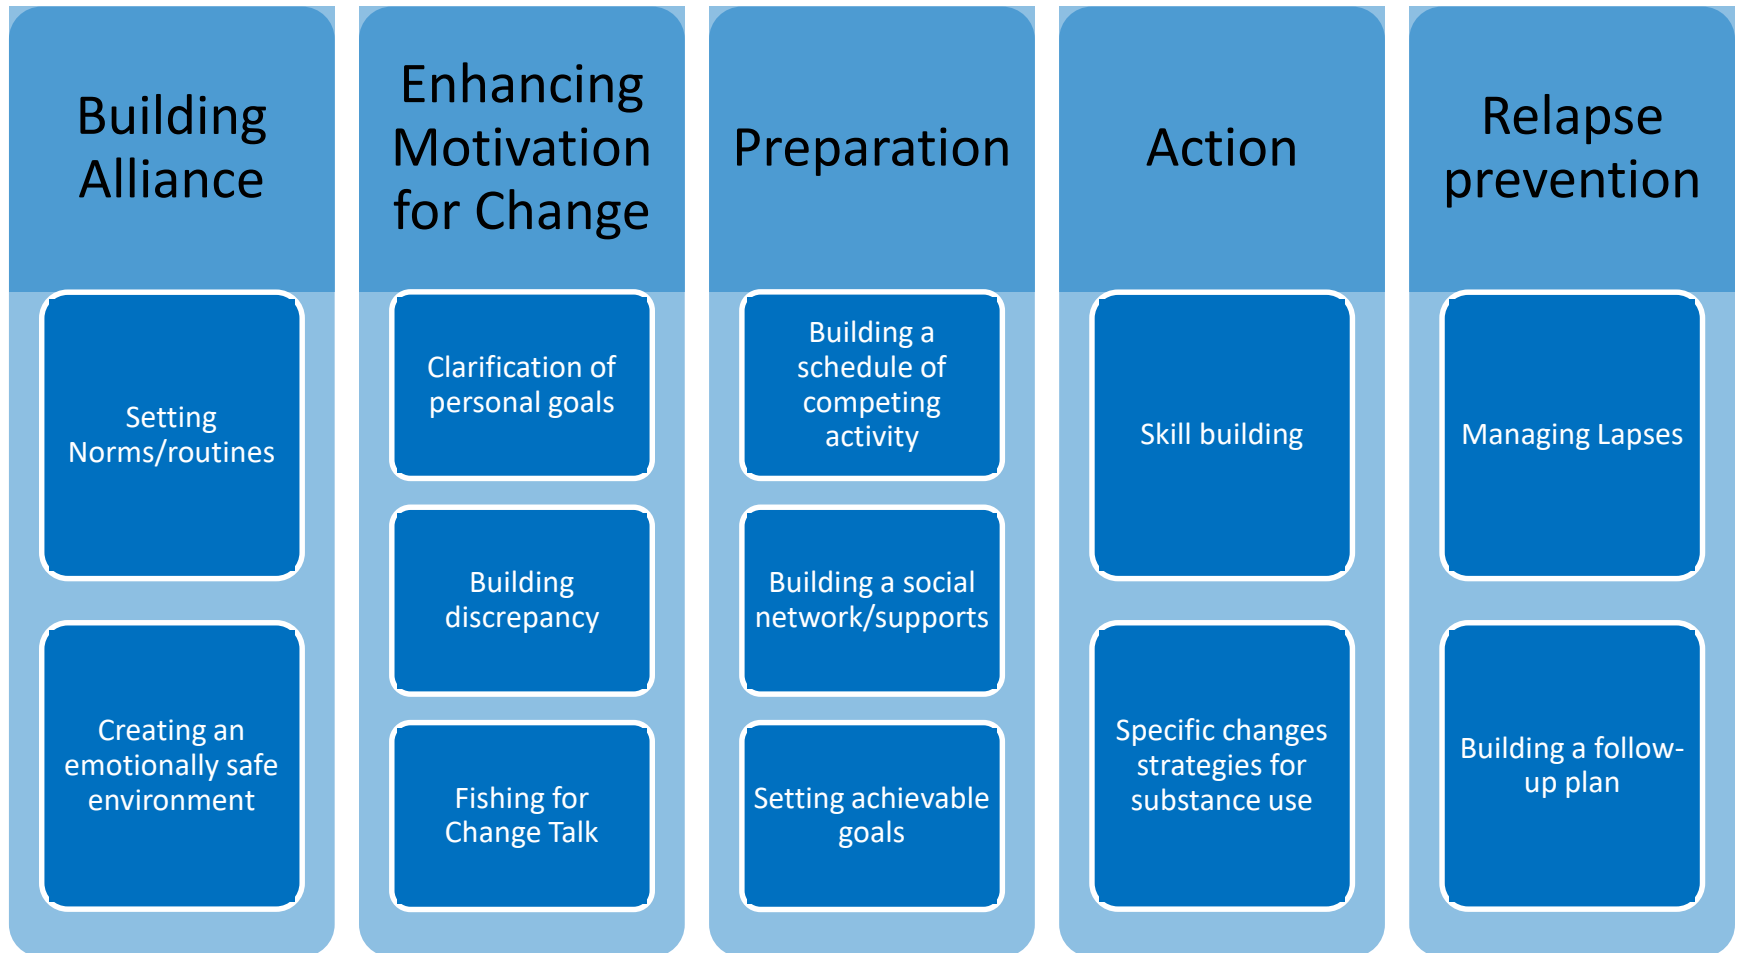 Building
Alliance
Setting
Norms/routines
Creating an
emotionally safe
environment
Enhancing
Motivation
for Change
Clarification of
personal goals
Building
discrepancy
Fishing for
Change Talk
Preparation
Building a
schedule of
competing
activity
Building a social
network/supports
Setting achievable
goals
Action
Skill building
Specific changes
strategies for
substance use
Relapse
prevention
Managing Lapses
Building a follow-
up plan